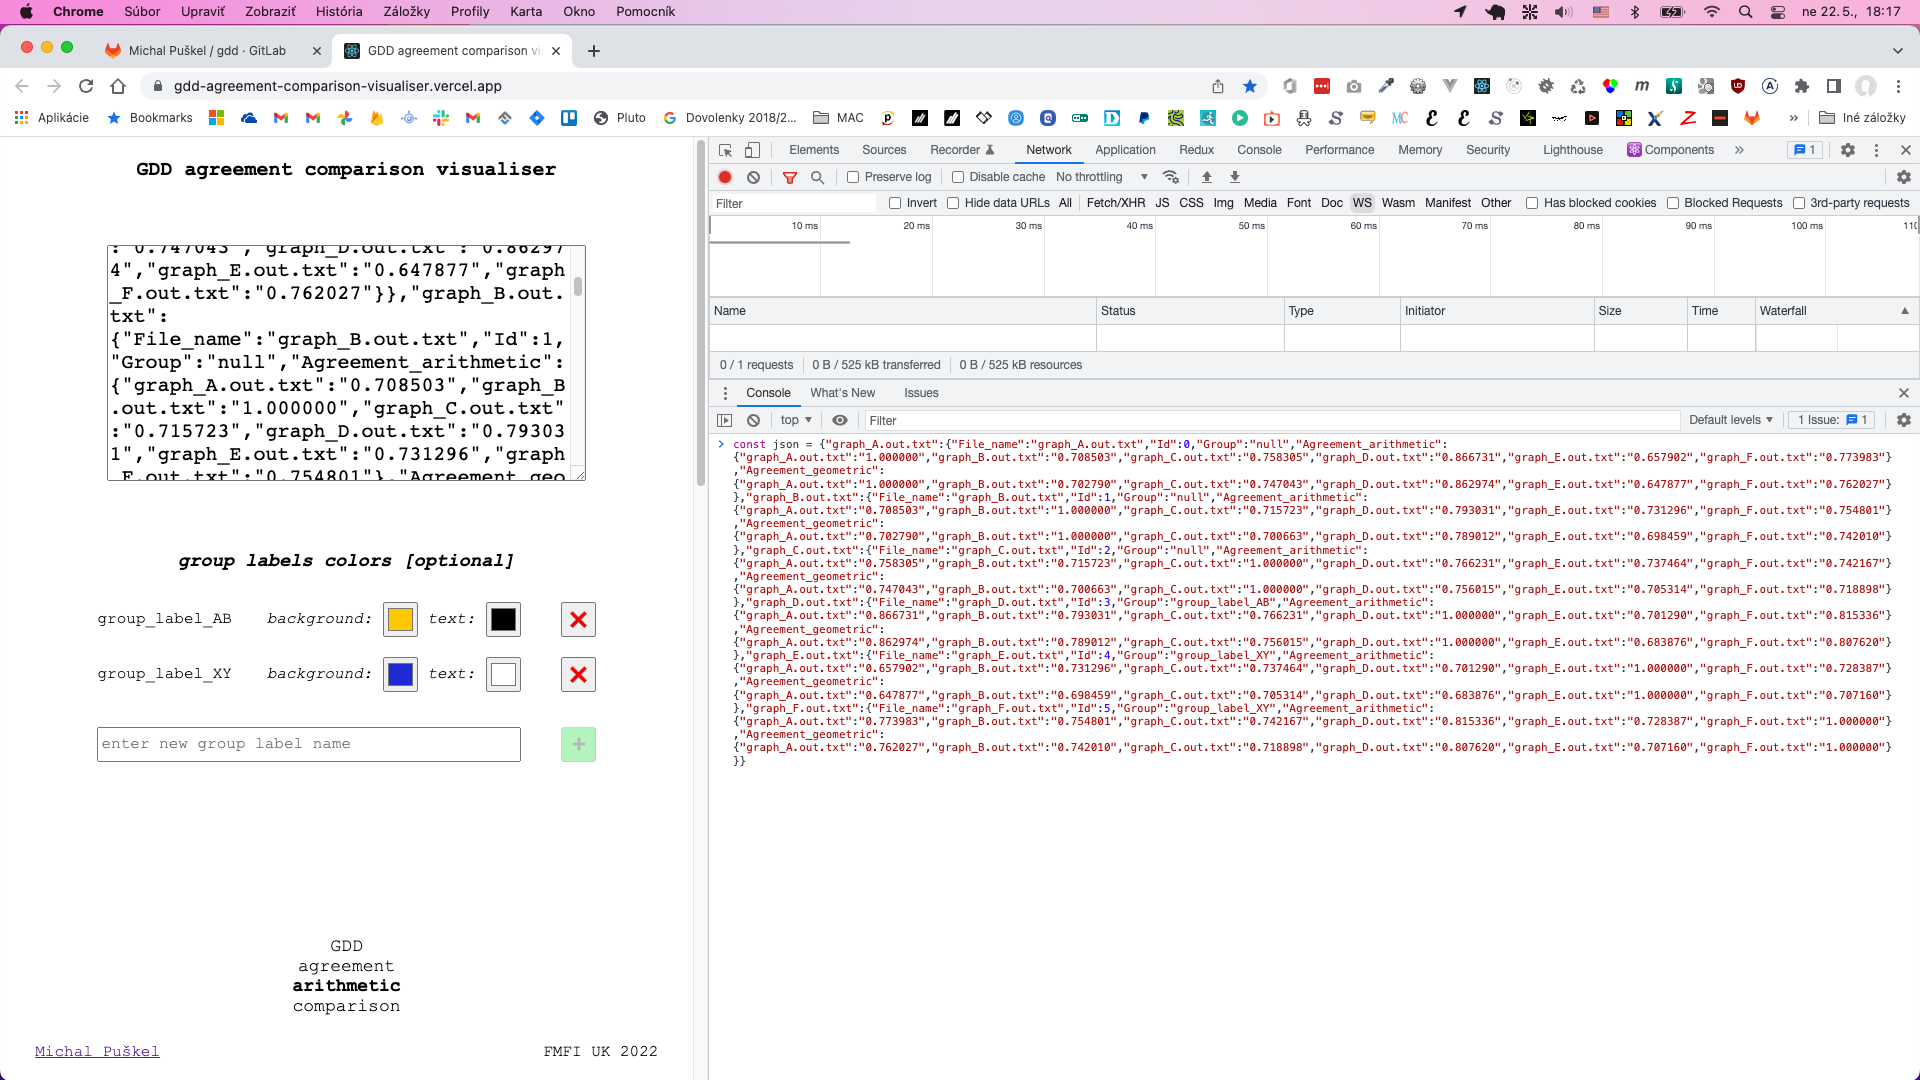 Chrome Súbor Upraviť Zobraziť História Záložky Profily Karta Okno Pomocník ne 22. 5., 18:17
Michal Puškel / gdd · GitLab GDD agreement comparison vi
gdd-agreement-comparison-visualiser.vercel.app
Aplikácie Bookmarks Pluto Dovolenky 2018/2... MAC Iné záložky
GDD agreement comparison visualiser
:"0.747043","graph_D.out.txt":"0.86297
4","graph_E.out.txt":"0.647877","graph
_F.out.txt":"0.762027"}},"graph_B.out.
txt":
{"File_name":"graph_B.out.txt","Id":1,
"Group":"null","Agreement_arithmetic":
{"graph_A.out.txt":"0.708503","graph_B
.out.txt":"1.000000","graph_C.out.txt"
:"0.715723","graph_D.out.txt":"0.79303
1","graph_E.out.txt":"0.731296","graph
_F.out.txt":"0.754801"},"Agreement_geo
group labels colors [optional]
group_label_AB background: text:
group_label_XY background: text:
enter new group label name +
GDD
agreement
arithmetic
comparison
Michal Puškel FMFI UK 2022
Elements Sources Recorder Network Application Redux Console Performance Memory Security Lighthouse Components » 1
Preserve log Disable cache No throttling
Filter Invert Hide data URLs All Fetch/XHR JS CSS Img Media Font Doc WS Wasm Manifest Other Has blocked cookies Blocked Requests 3rd-party requests
10 ms 20 ms 30 ms 40 ms 50 ms 60 ms 70 ms 80 ms 90 ms 100 ms 110
Name Status Type Initiator Size Time Waterfall
0 / 1 requests 0 B / 525 kB transferred 0 B / 525 kB resources
Console What's New Issues
top Filter Default levels 1 Issue: 1
const json = {"graph_A.out.txt":{"File_name":"graph_A.out.txt","Id":0,"Group":"null","Agreement_arithmetic":
{"graph_A.out.txt":"1.000000","graph_B.out.txt":"0.708503","graph_C.out.txt":"0.758305","graph_D.out.txt":"0.866731","graph_E.out.txt":"0.657902","graph_F.out.txt":"0.773983"}
,"Agreement_geometric":
{"graph_A.out.txt":"1.000000","graph_B.out.txt":"0.702790","graph_C.out.txt":"0.747043","graph_D.out.txt":"0.862974","graph_E.out.txt":"0.647877","graph_F.out.txt":"0.762027"}
},"graph_B.out.txt":{"File_name":"graph_B.out.txt","Id":1,"Group":"null","Agreement_arithmetic":
{"graph_A.out.txt":"0.708503","graph_B.out.txt":"1.000000","graph_C.out.txt":"0.715723","graph_D.out.txt":"0.793031","graph_E.out.txt":"0.731296","graph_F.out.txt":"0.754801"}
,"Agreement_geometric":
{"graph_A.out.txt":"0.702790","graph_B.out.txt":"1.000000","graph_C.out.txt":"0.700663","graph_D.out.txt":"0.789012","graph_E.out.txt":"0.698459","graph_F.out.txt":"0.742010"}
},"graph_C.out.txt":{"File_name":"graph_C.out.txt","Id":2,"Group":"null","Agreement_arithmetic":
{"graph_A.out.txt":"0.758305","graph_B.out.txt":"0.715723","graph_C.out.txt":"1.000000","graph_D.out.txt":"0.766231","graph_E.out.txt":"0.737464","graph_F.out.txt":"0.742167"}
,"Agreement_geometric":
{"graph_A.out.txt":"0.747043","graph_B.out.txt":"0.700663","graph_C.out.txt":"1.000000","graph_D.out.txt":"0.756015","graph_E.out.txt":"0.705314","graph_F.out.txt":"0.718898"}
},"graph_D.out.txt":{"File_name":"graph_D.out.txt","Id":3,"Group":"group_label_AB","Agreement_arithmetic":
{"graph_A.out.txt":"0.866731","graph_B.out.txt":"0.793031","graph_C.out.txt":"0.766231","graph_D.out.txt":"1.000000","graph_E.out.txt":"0.701290","graph_F.out.txt":"0.815336"}
,"Agreement_geometric":
{"graph_A.out.txt":"0.862974","graph_B.out.txt":"0.789012","graph_C.out.txt":"0.756015","graph_D.out.txt":"1.000000","graph_E.out.txt":"0.683876","graph_F.out.txt":"0.807620"}
},"graph_E.out.txt":{"File_name":"graph_E.out.txt","Id":4,"Group":"group_label_XY","Agreement_arithmetic":
{"graph_A.out.txt":"0.657902","graph_B.out.txt":"0.731296","graph_C.out.txt":"0.737464","graph_D.out.txt":"0.701290","graph_E.out.txt":"1.000000","graph_F.out.txt":"0.728387"}
,"Agreement_geometric":
{"graph_A.out.txt":"0.647877","graph_B.out.txt":"0.698459","graph_C.out.txt":"0.705314","graph_D.out.txt":"0.683876","graph_E.out.txt":"1.000000","graph_F.out.txt":"0.707160"}
},"graph_F.out.txt":{"File_name":"graph_F.out.txt","Id":5,"Group":"group_label_XY","Agreement_arithmetic":
{"graph_A.out.txt":"0.773983","graph_B.out.txt":"0.754801","graph_C.out.txt":"0.742167","graph_D.out.txt":"0.815336","graph_E.out.txt":"0.728387","graph_F.out.txt":"1.000000"}
,"Agreement_geometric":
{"graph_A.out.txt":"0.762027","graph_B.out.txt":"0.742010","graph_C.out.txt":"0.718898","graph_D.out.txt":"0.807620","graph_E.out.txt":"0.707160","graph_F.out.txt":"1.000000"}
}}